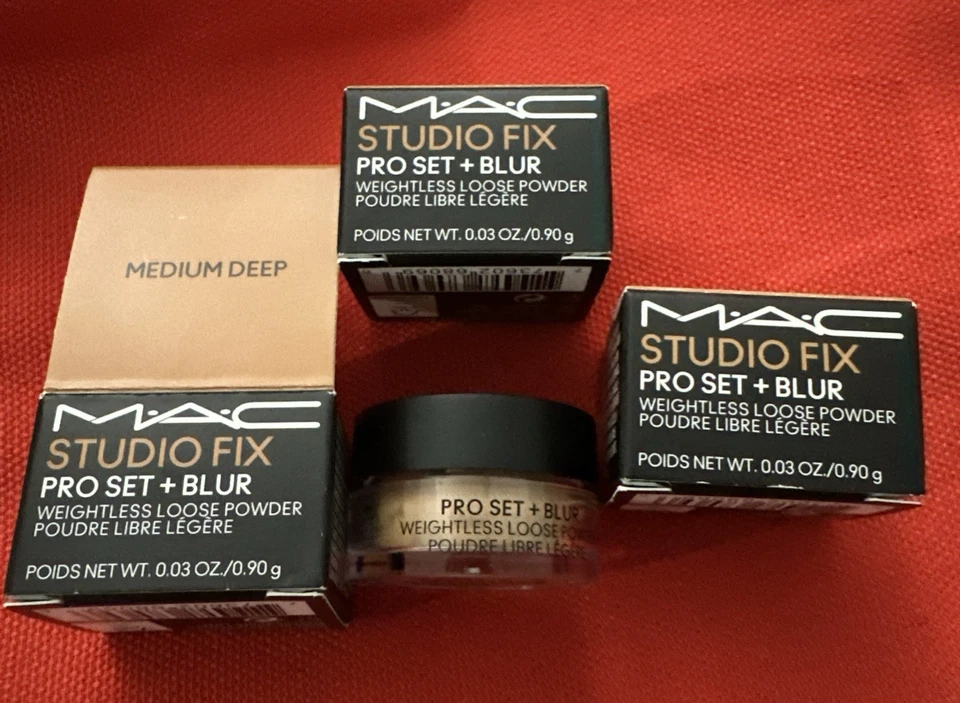 M·A·C
STUDIO FIX
PRO SET + BLUR
WEIGHTLESS LOOSE POWDER
POUDRE LIBRE LÉGÈRE
POIDS NET WT. 0.03 OZ./0.90 g
MEDIUM DEEP
M·A·C
STUDIO FIX
PRO SET + BLUR
WEIGHTLESS LOOSE POWDER
POUDRE LIBRE LÉGÈRE
POIDS NET WT. 0.03 OZ./0.90 g
M·A·C
STUDIO FIX
PRO SET + BLUR
WEIGHTLESS LOOSE POWDER
POUDRE LIBRE LÉGÈRE
POIDS NET WT. 0.03 OZ./0.90 g
PRO SET + BLUR
WEIGHTLESS LOOSE
POUDRE LIBRE LÉGÈRE